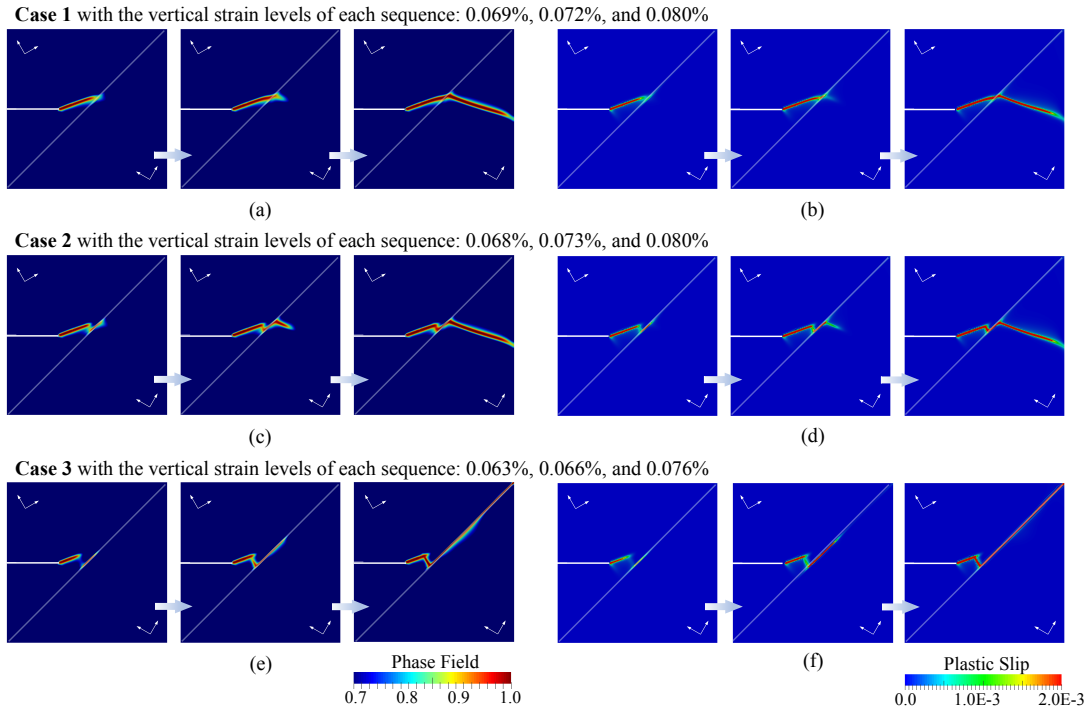 Case 1 with the vertical strain levels of each sequence: 0.069%, 0.072%, and 0.080%
(a) (b)
Case 2 with the vertical strain levels of each sequence: 0.068%, 0.073%, and 0.080%
(c) (d)
Case 3 with the vertical strain levels of each sequence: 0.063%, 0.066%, and 0.076%
(e) (f)
Phase Field
0.7 0.8 0.9 1.0
Plastic Slip
0.0 1.0E-3 2.0E-3